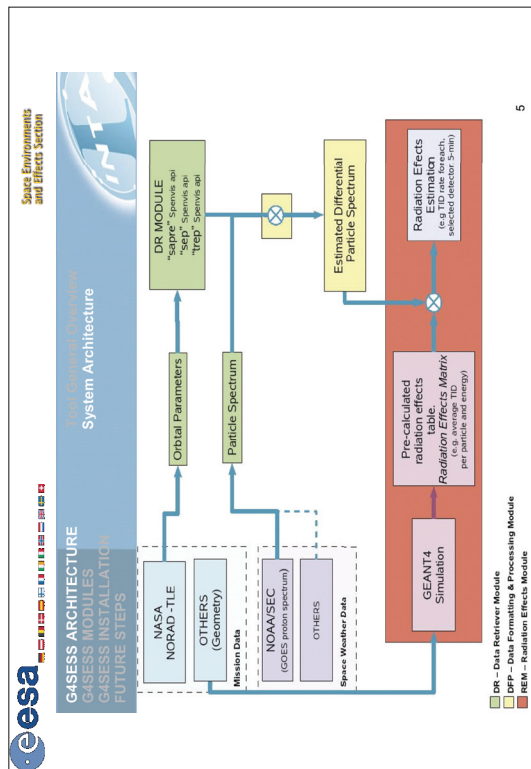 esa
Space Environments
and Effects Section
G4SESS ARCHITECTURE
G4SESS MODULES
G4SESS INSTALLATION
FUTURE STEPS
Tool General Overview
System Architecture
INTA
NASA
NORAD -TLE
OTHERS
(Geometry)
Mission Data
NOAA/SEC
(GOES proton spectrum)
OTHERS
Space Weather Data
Orbtal Parameters
Particle Spectrum
DR MODULE
"sapre" Spenvis api
"sep" Spenvis api
"trep" Spenvis api
Estimated Differential
Particle Spectrum
GEANT4
Simulation
Pre-calculated
radiation effects
table.
Radiation Effects Matrix
(e.g. average TID
per particle and energy)
Radiation Efects
Estimation
(e.g TID rate foreach,
selected detector 5-min)
DR – Data Retriever Module
DFP – Data Formatting & Processing Module
REM – Radiation Effects Module
5